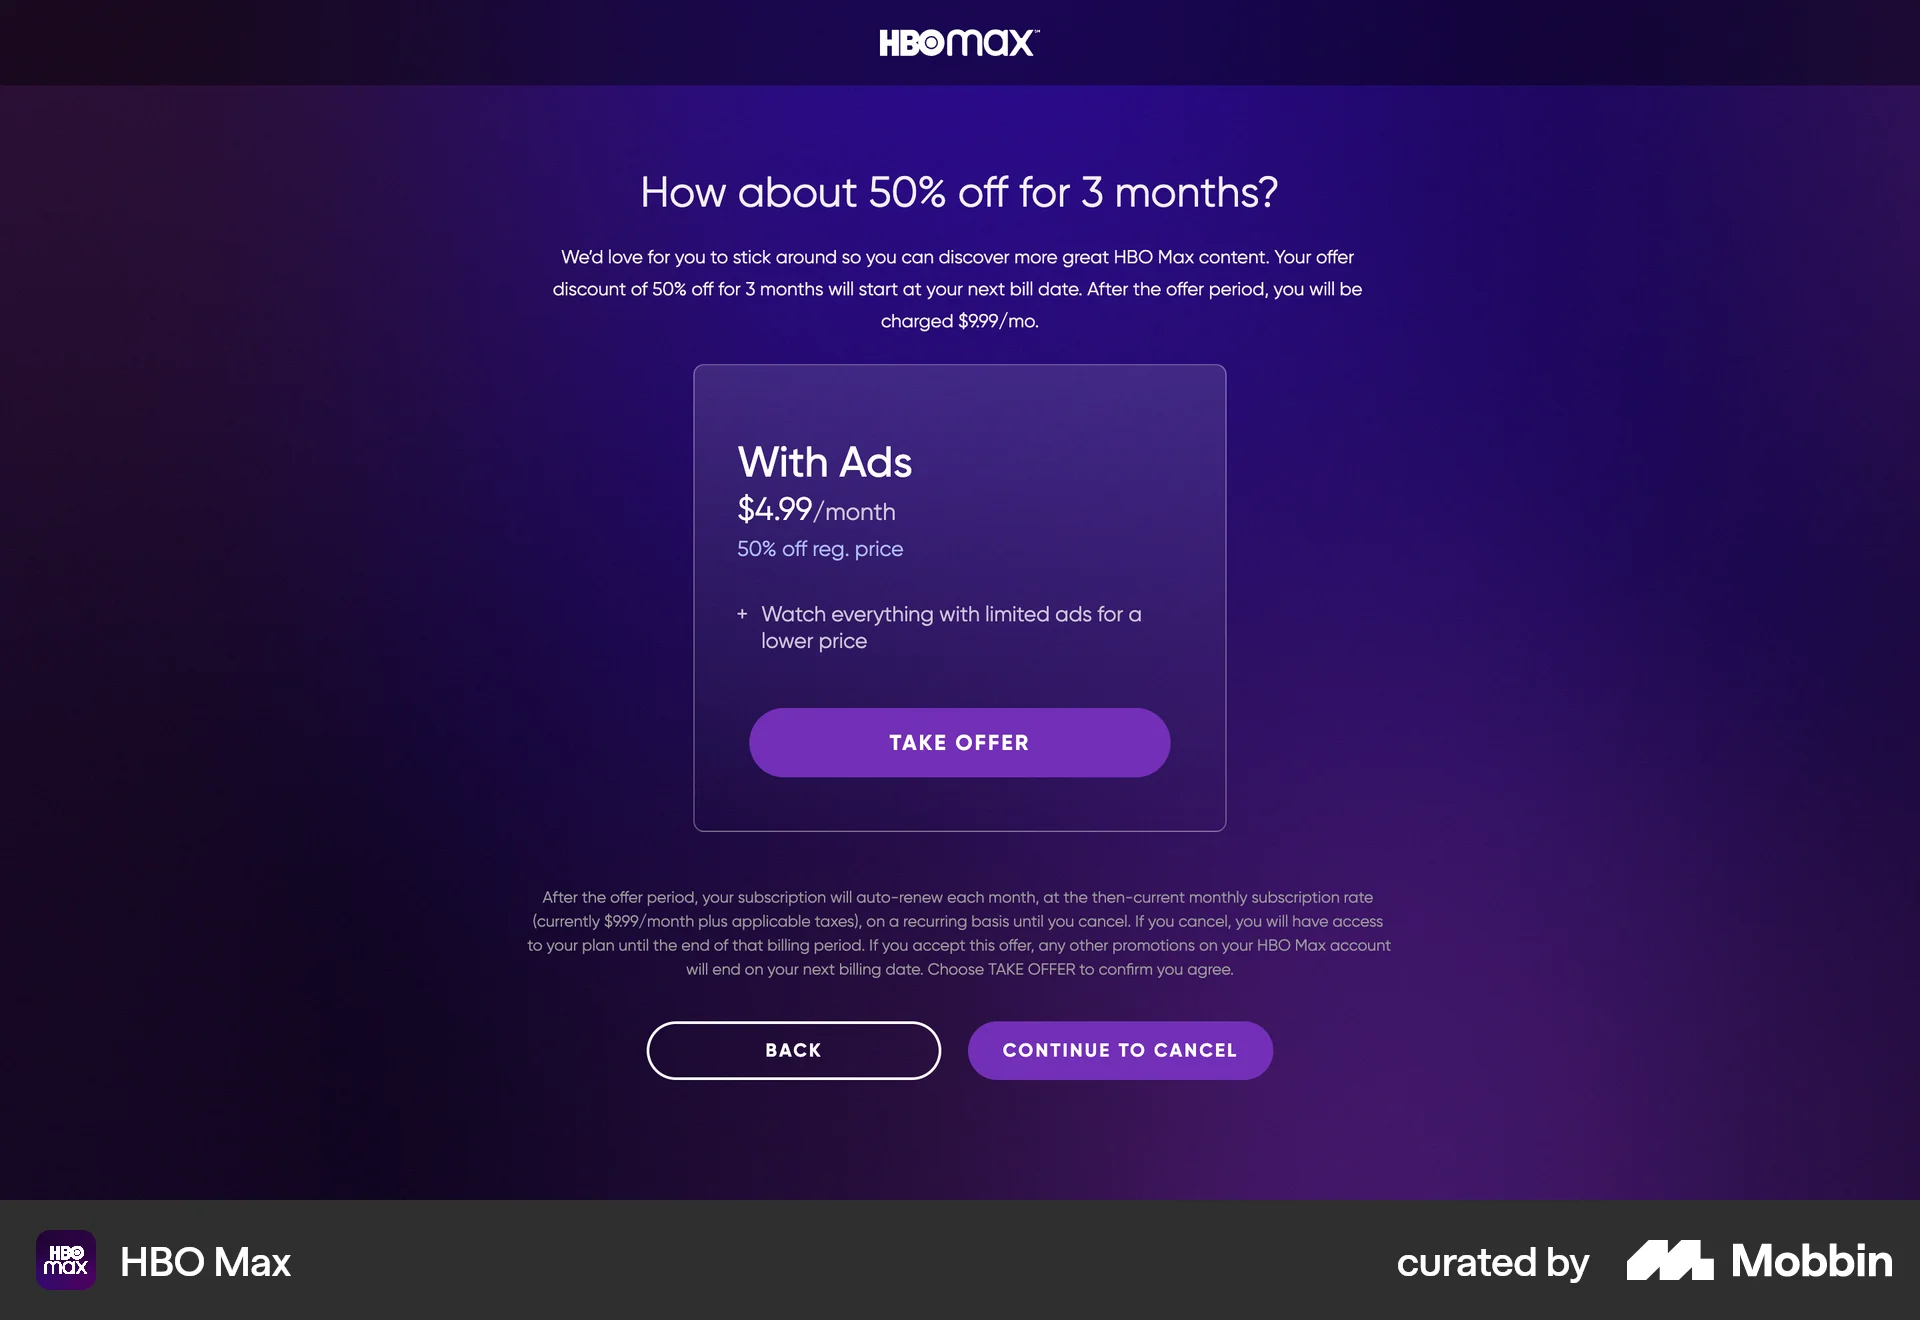 HBOmax℠
How about 50% off for 3 months?
We'd love for you to stick around so you can discover more great HBO Max content. Your offer
discount of 50% off for 3 months will start at your next bill date. After the offer period, you will be
charged $9.99/mo.
With Ads
$4.99/month
50% off reg. price
+ Watch everything with limited ads for a
lower price
TAKE OFFER
After the offer period, your subscription will auto-renew each month, at the then-current monthly subscription rate
(currently $9.99/month plus applicable taxes), on a recurring basis until you cancel. If you cancel, you will have access
to your plan until the end of that billing period. If you accept this offer, any other promotions on your HBO Max account
will end on your next billing date. Choose TAKE OFFER to confirm you agree.
BACK
CONTINUE TO CANCEL
HBO
max
HBO Max
curated by
Mobbin